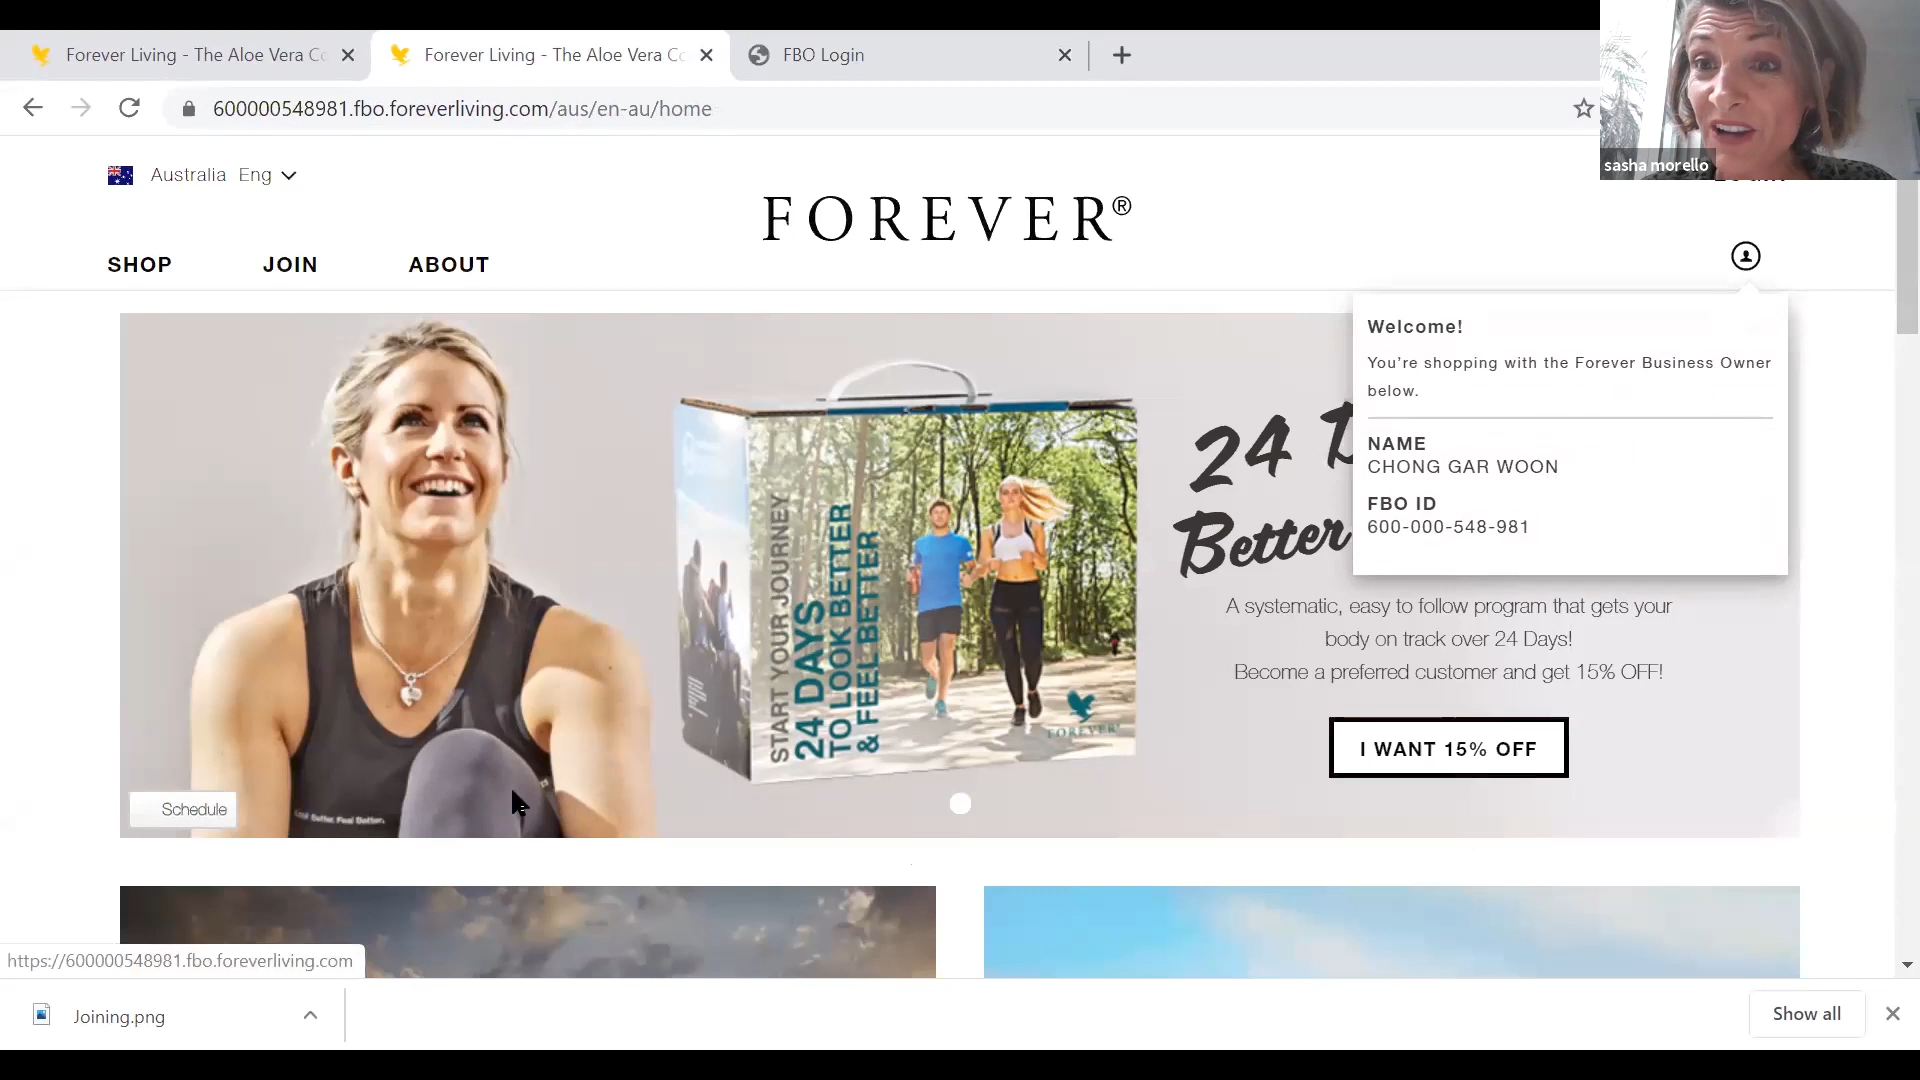 Forever Living - The Aloe Vera Co
Forever Living - The Aloe Vera Co
FBO Login
600000548981.fbo.foreverliving.com/aus/en-au/home
sasha morello
Australia Eng
FOREVER®
SHOP
JOIN
ABOUT
Welcome!
You're shopping with the Forever Business Owner
below.
NAME
CHONG GAR WOON
FBO ID
600-000-548-981
24 D
Better
START YOUR JOURNEY
24 DAYS
TO LOOK BETTER
& FEEL BETTER
FOREVER
A systematic, easy to follow program that gets your
body on track over 24 Days!
Become a preferred customer and get 15% OFF!
I WANT 15% OFF
Look Better. Feel Better.
Schedule
https://600000548981.fbo.foreverliving.com
Joining.png
Show all